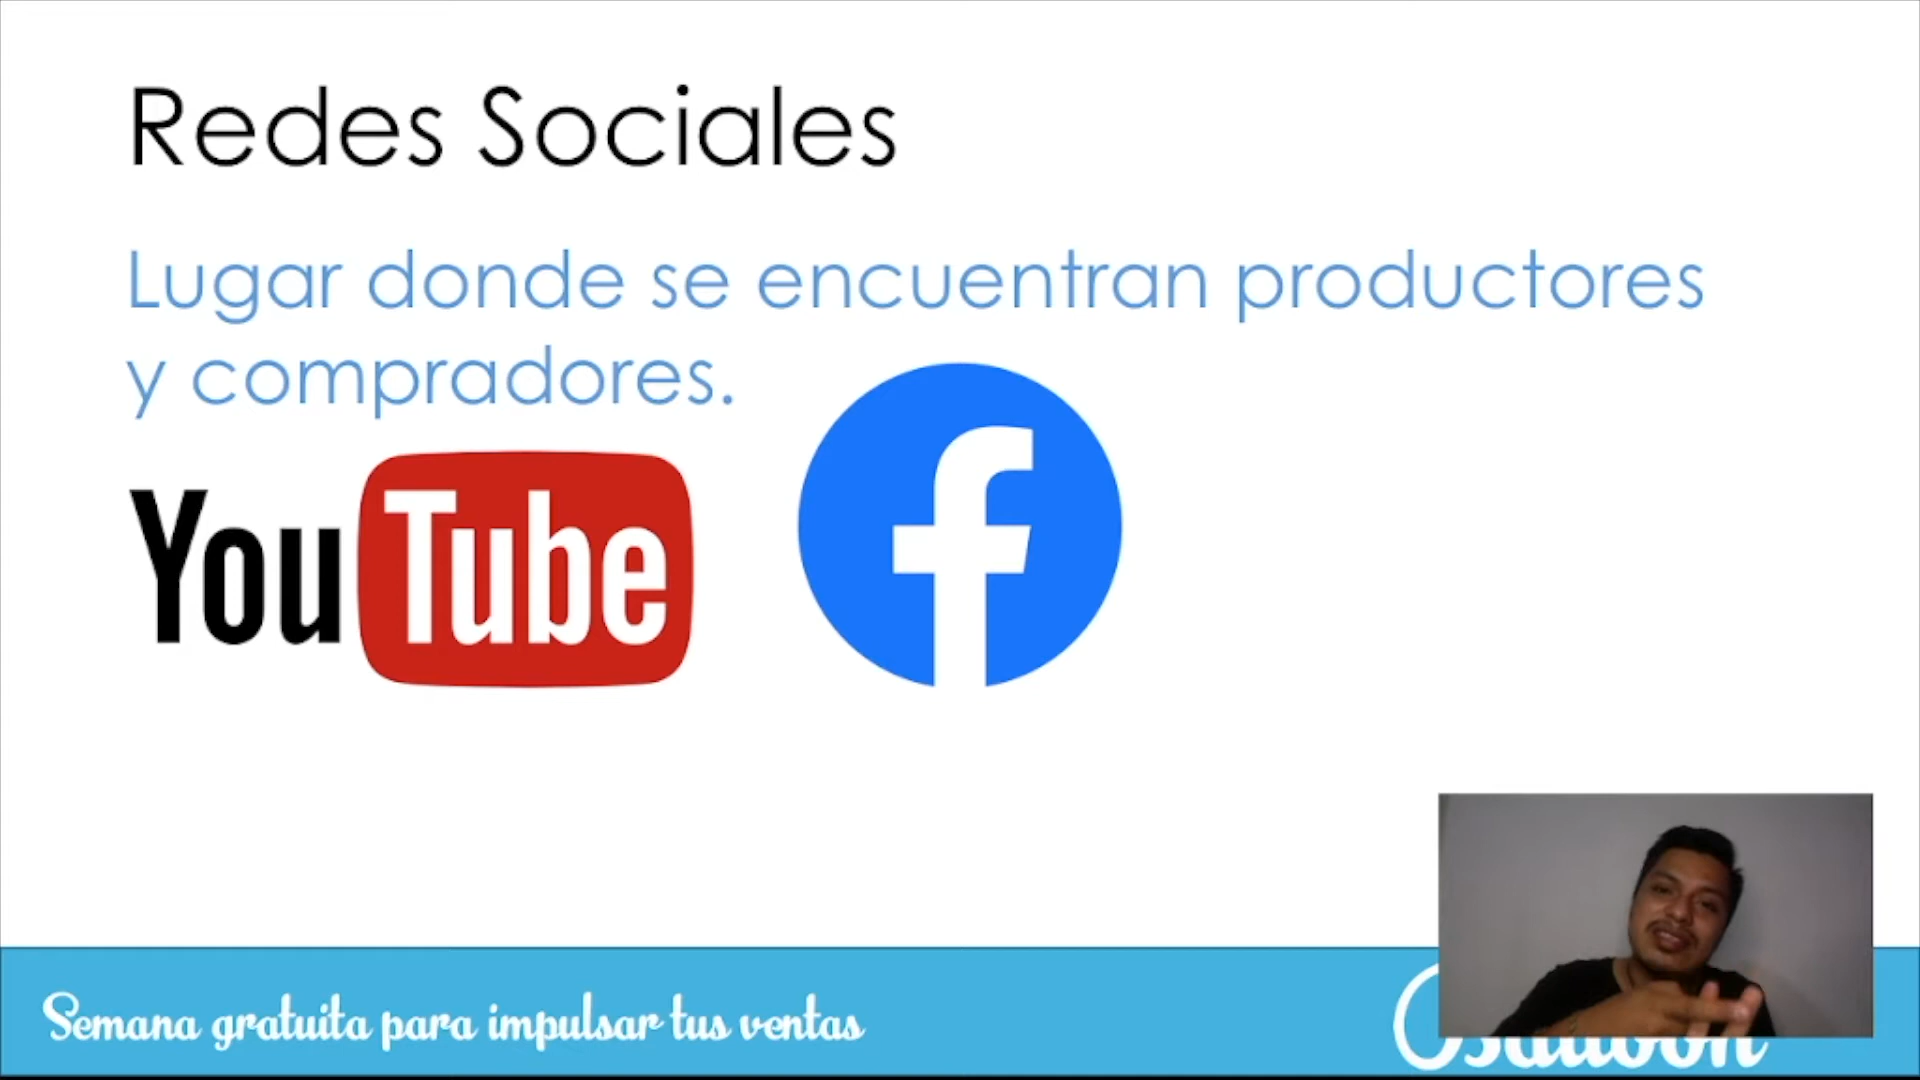 Redes Sociales
Lugar donde se encuentran productores
y compradores.
YouTube
f
Semana gratuita para impulsar tus ventas